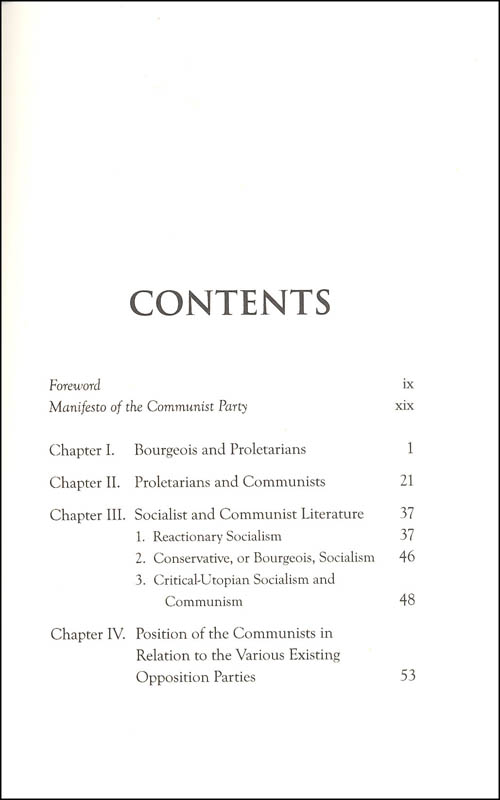 CONTENTS
Foreword ix
Manifesto of the Communist Party xix
Chapter I. Bourgeois and Proletarians 1
Chapter II. Proletarians and Communists 21
Chapter III. Socialist and Communist Literature 37
1. Reactionary Socialism 37
2. Conservative, or Bourgeois, Socialism 46
3. Critical-Utopian Socialism and
Communism 48
Chapter IV. Position of the Communists in
Relation to the Various Existing
Opposition Parties 53